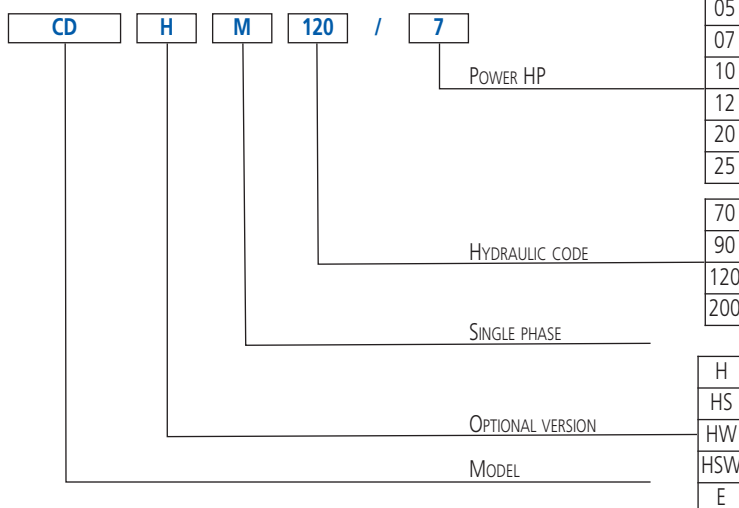 05
CD H M 120 / 7
07
POWER HP
10
12
20
25
70
HYDRAULIC CODE
90
120
200
SINGLE PHASE
H
HS
OPTIONAL VERSION
HW
MODEL
HSW
E